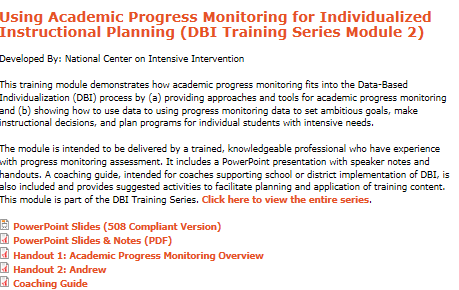 Using Academic Progress Monitoring for Individualized
Instructional Planning (DBI Training Series Module 2)
Developed By: National Center on Intensive Intervention
This training module demonstrates how academic progress monitoring fits into the Data-Based
Individualization (DBI) process by (a) providing approaches and tools for academic progress monitoring
and (b) showing how to use data to using progress monitoring data to set ambitious goals, make
instructional decisions, and plan programs for individual students with intensive needs.
The module is intended to be delivered by a trained, knowledgeable professional who have experience
with progress monitoring assessment. It includes a PowerPoint presentation with speaker notes and
handouts. A coaching guide, intended for coaches supporting school or district implementation of DBI, is
also included and provides suggested activities to facilitate planning and application of training content.
This module is part of the DBI Training Series. Click here to view the entire series.
PowerPoint Slides (508 Compliant Version)
PowerPoint Slides & Notes (PDF)
Handout 1: Academic Progress Monitoring Overview
Handout 2: Andrew
Coaching Guide